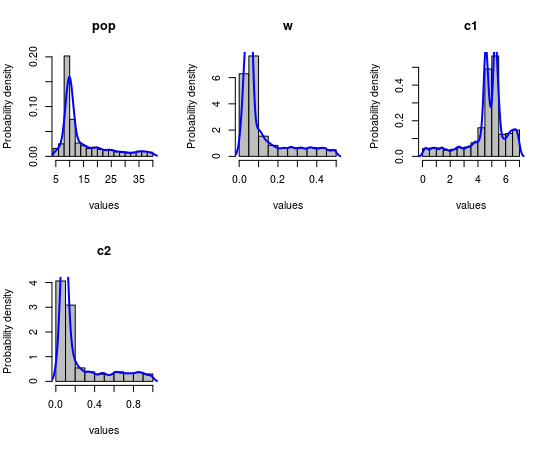 pop
Probability density
0.00 0.10 0.20
5 15 25 35
values
w
Probability density
0 2 4 6
0.0 0.2 0.4
values
c1
Probability density
0.0 0.2 0.4
0 2 4 6
values
c2
Probability density
0 1 2 3 4
0.0 0.4 0.8
values